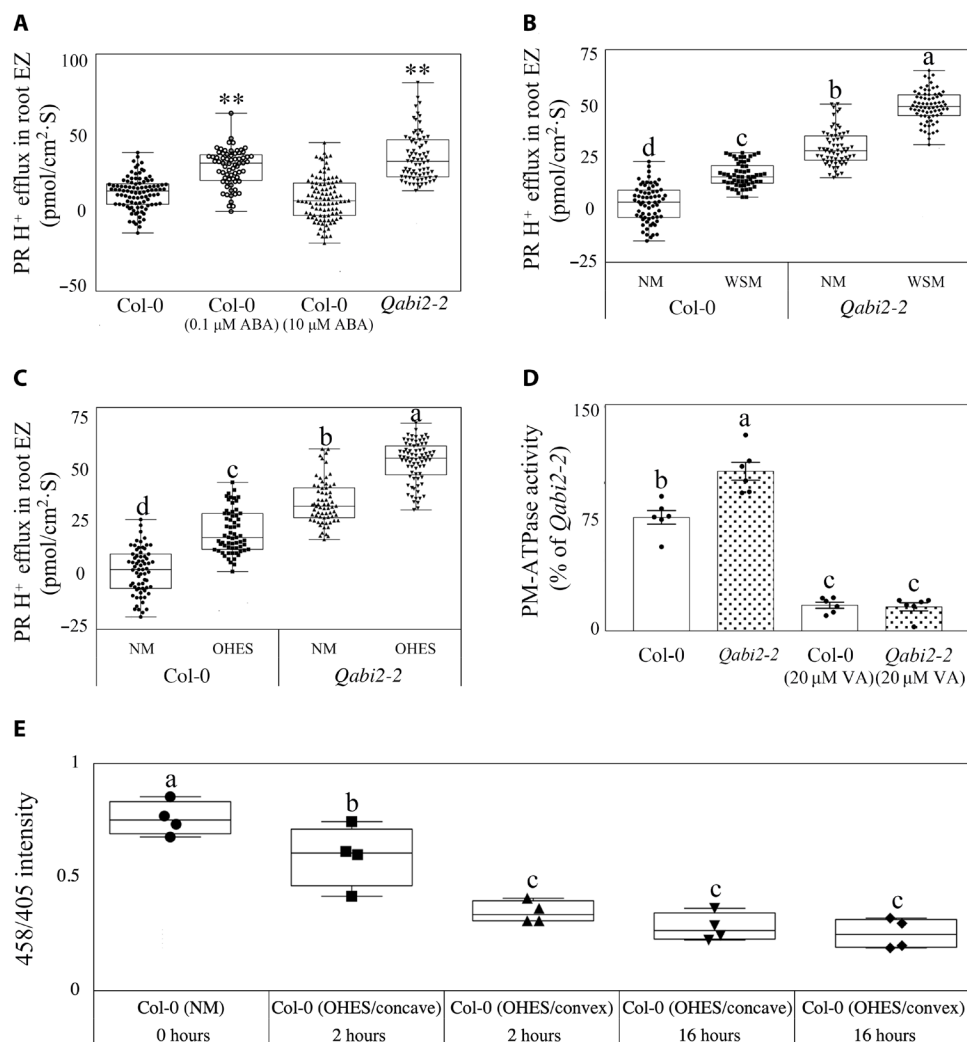 A
PR H⁺ efflux in root EZ
(pmol/cm²·S)
100
50
0
−50
**
**
Col-0
Col-0
(0.1 μM ABA)
Col-0
(10 μM ABA)
Qabi2-2
B
PR H⁺ efflux in root EZ
(pmol/cm²·S)
75
50
25
0
−25
d
c
b
a
NM
WSM
NM
WSM
Col-0
Qabi2-2
C
PR H⁺ efflux in root EZ
(pmol/cm²·S)
75
50
25
0
−25
d
c
b
a
NM
OHES
NM
OHES
Col-0
Qabi2-2
D
PM-ATPase activity
(% of Qabi2-2)
150
75
0
b
a
c
c
Col-0
Qabi2-2
Col-0
(20 μM VA)
Qabi2-2
(20 μM VA)
E
458/405 intensity
1
0.5
0
a
b
c
c
c
Col-0 (NM)
0 hours
Col-0 (OHES/concave)
2 hours
Col-0 (OHES/convex)
2 hours
Col-0 (OHES/concave)
16 hours
Col-0 (OHES/convex)
16 hours